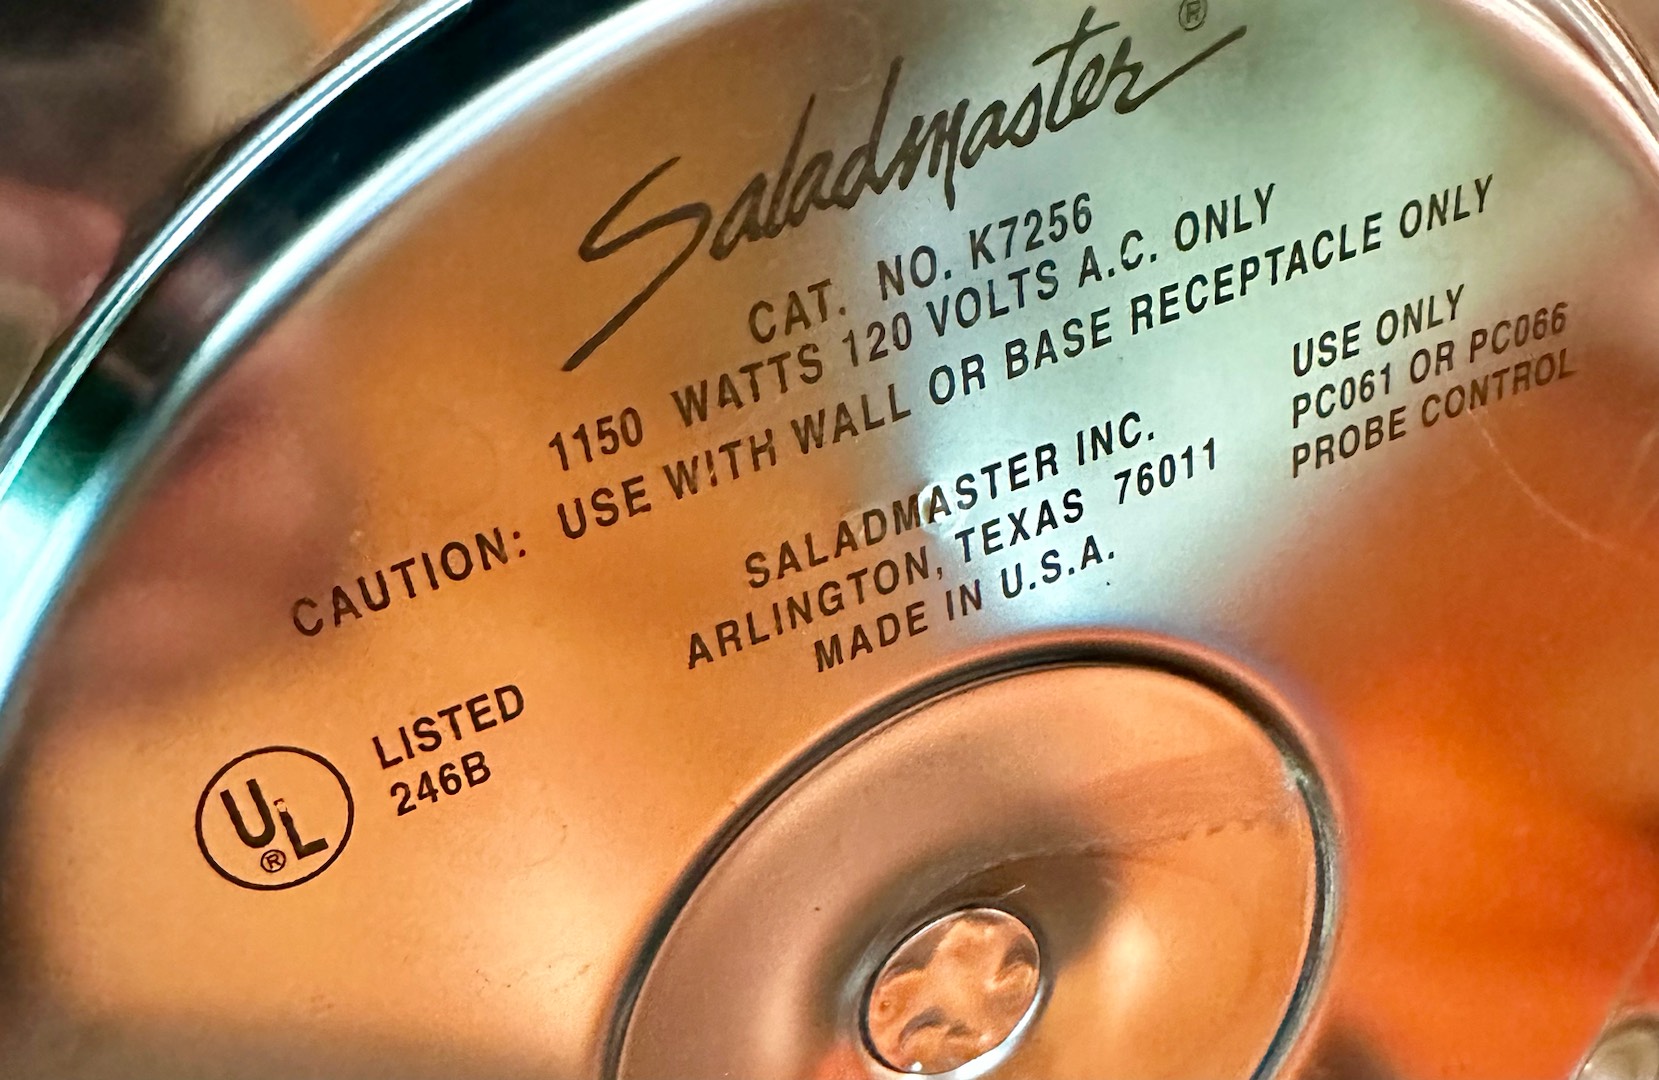 Saladmaster®
CAT. NO. K7256
1150 WATTS 120 VOLTS A.C. ONLY
CAUTION: USE WITH WALL OR BASE RECEPTACLE ONLY
SALADMASTER INC.
ARLINGTON, TEXAS 76011
MADE IN U.S.A.
USE ONLY
PC061 OR PC066
PROBE CONTROL
UL®
LISTED
246B